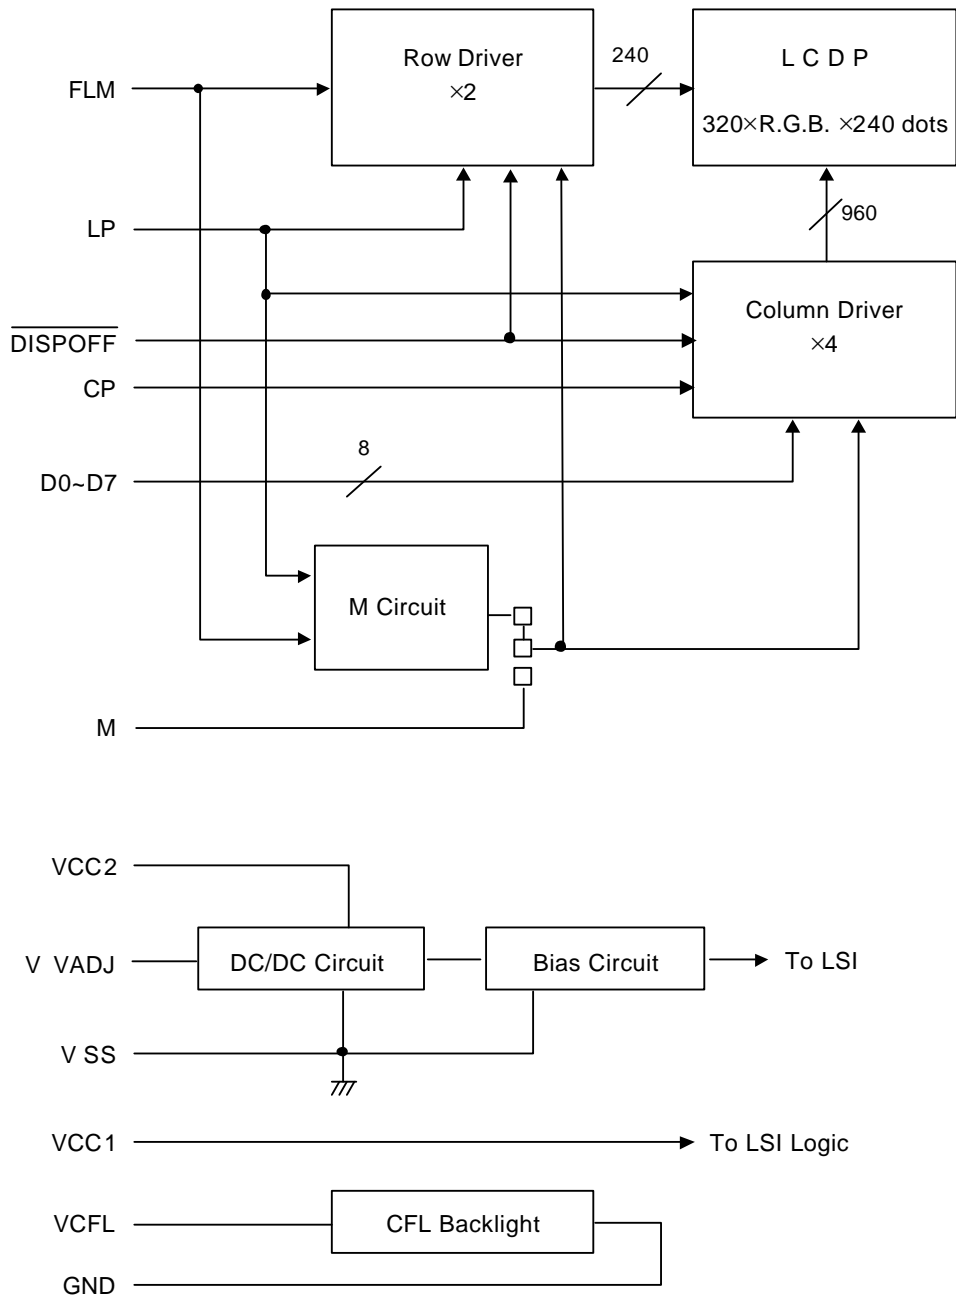 FLM
Row Driver
×2
240
L C D P
320×R.G.B. ×240 dots
LP
960
DISPOFF
Column Driver
×4
CP
8
D0~D7
M Circuit
M
VCC2
V VADJ
DC/DC Circuit
Bias Circuit
To LSI
V SS
VCC1
To LSI Logic
VCFL
CFL Backlight
GND